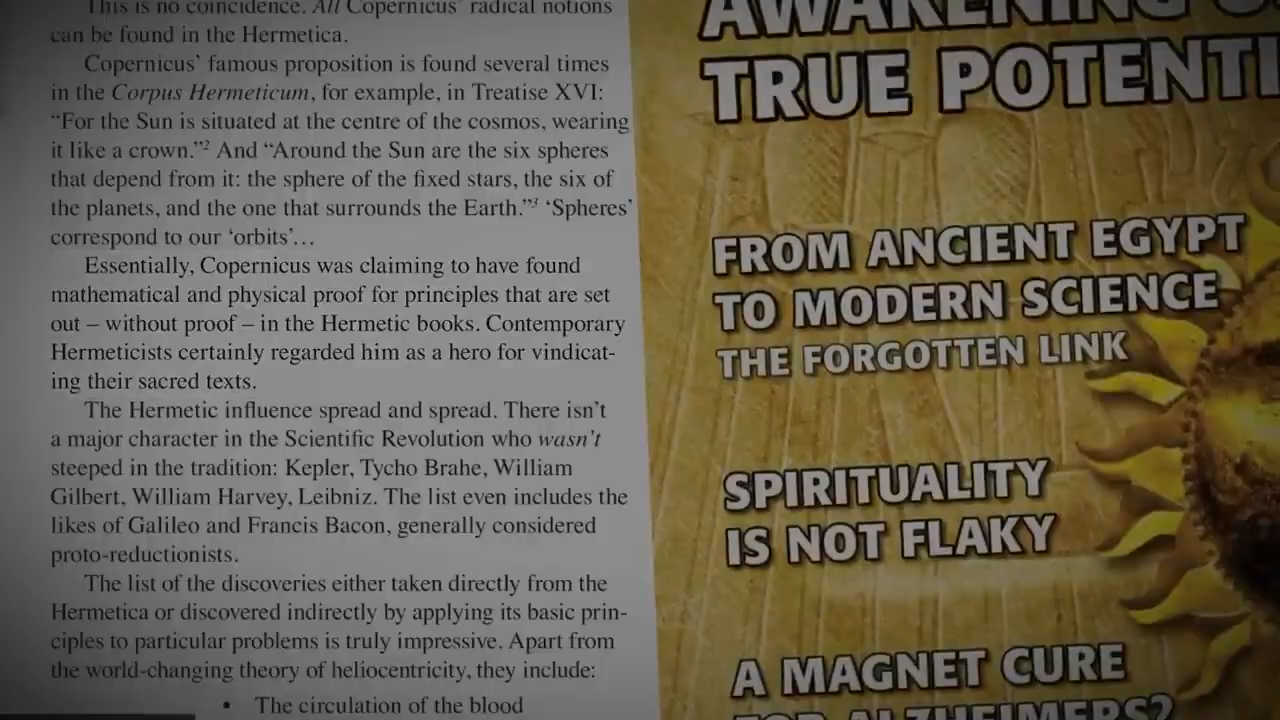 This is no coincidence. All Copernicus' radical notions
can be found in the Hermetica.
Copernicus' famous proposition is found several times
in the Corpus Hermeticum, for example, in Treatise XVI:
“For the Sun is situated at the centre of the cosmos, wearing
it like a crown.”2 And “Around the Sun are the six spheres
that depend from it: the sphere of the fixed stars, the six of
the planets, and the one that surrounds the Earth.”3 ‘Spheres’
correspond to our ‘orbits’…
Essentially, Copernicus was claiming to have found
mathematical and physical proof for principles that are set
out – without proof – in the Hermetic books. Contemporary
Hermeticists certainly regarded him as a hero for vindicat-
ing their sacred texts.
The Hermetic influence spread and spread. There isn't
a major character in the Scientific Revolution who wasn't
steeped in the tradition: Kepler, Tycho Brahe, William
Gilbert, William Harvey, Leibniz. The list even includes the
likes of Galileo and Francis Bacon, generally considered
proto-reductionists.
The list of the discoveries either taken directly from the
Hermetica or discovered indirectly by applying its basic prin-
ciples to particular problems is truly impressive. Apart from
the world-changing theory of heliocentricity, they include:
• The circulation of the blood
AWAKENING
TRUE POTENTI
FROM ANCIENT EGYPT
TO MODERN SCIENCE
THE FORGOTTEN LINK
SPIRITUALITY
IS NOT FLAKY
A MAGNET CURE
FOR ALZHEIMERS?